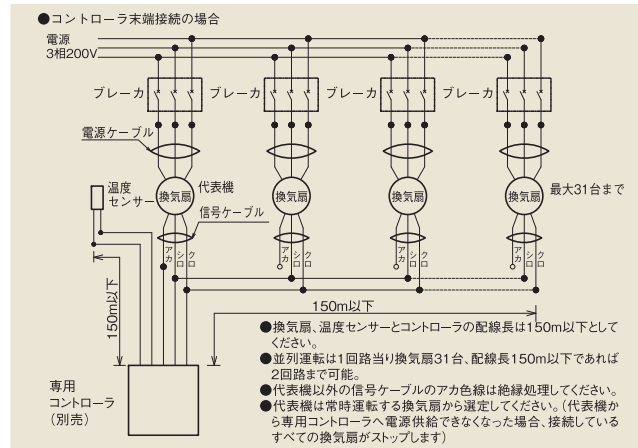 ●コントローラ末端接続の場合
電源
3相200V
ブレーカ ブレーカ ブレーカ ブレーカ
電源ケーブル
温度
センサー
換気扇 代表機 換気扇 換気扇 換気扇 最大31台まで
信号ケーブル
アカ シロ クロ アカ シロ クロ アカ シロ クロ アカ シロ クロ
150m以下
150m以下
●換気扇、温度センサーとコントローラの配線長は150m以下として
ください。
●並列運転は1回路当り換気扇31台、配線長150m以下であれば
2回路まで可能。
●代表機以外の信号ケーブルのアカ色線は絶縁処理してください。
●代表機は常時運転する換気扇から選定してください。(代表機か
ら専用コントローラへ電源供給できなくなった場合、接続している
すべての換気扇がストップします)
専用
コントローラ
(別売)